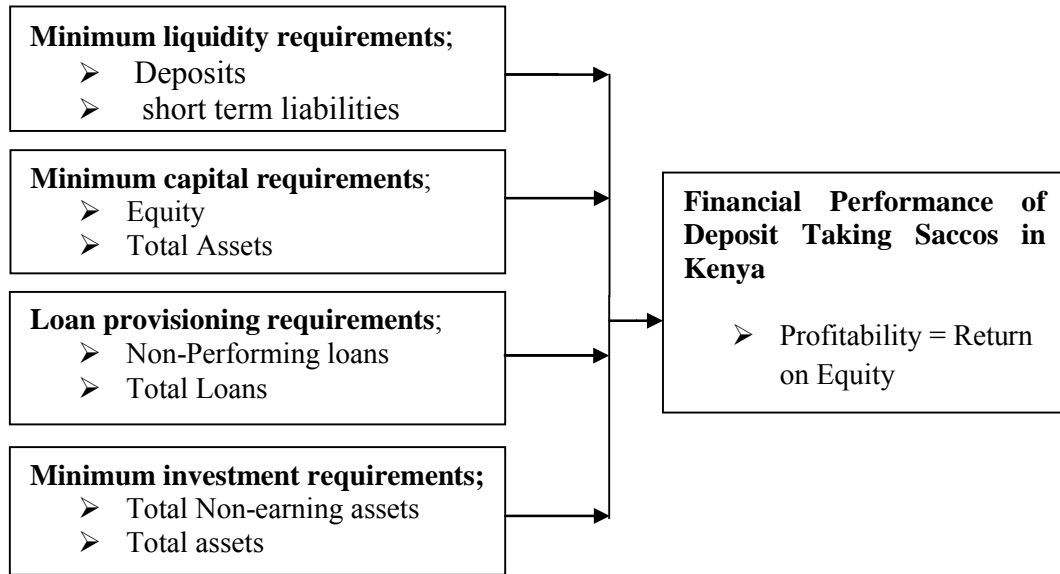 Minimum liquidity requirements;
➢ Deposits
➢ short term liabilities
Minimum capital requirements;
➢ Equity
➢ Total Assets
Loan provisioning requirements;
➢ Non-Performing loans
➢ Total Loans
Minimum investment requirements;
➢ Total Non-earning assets
➢ Total assets
Financial Performance of
Deposit Taking Saccos in
Kenya
➢ Profitability = Return
on Equity